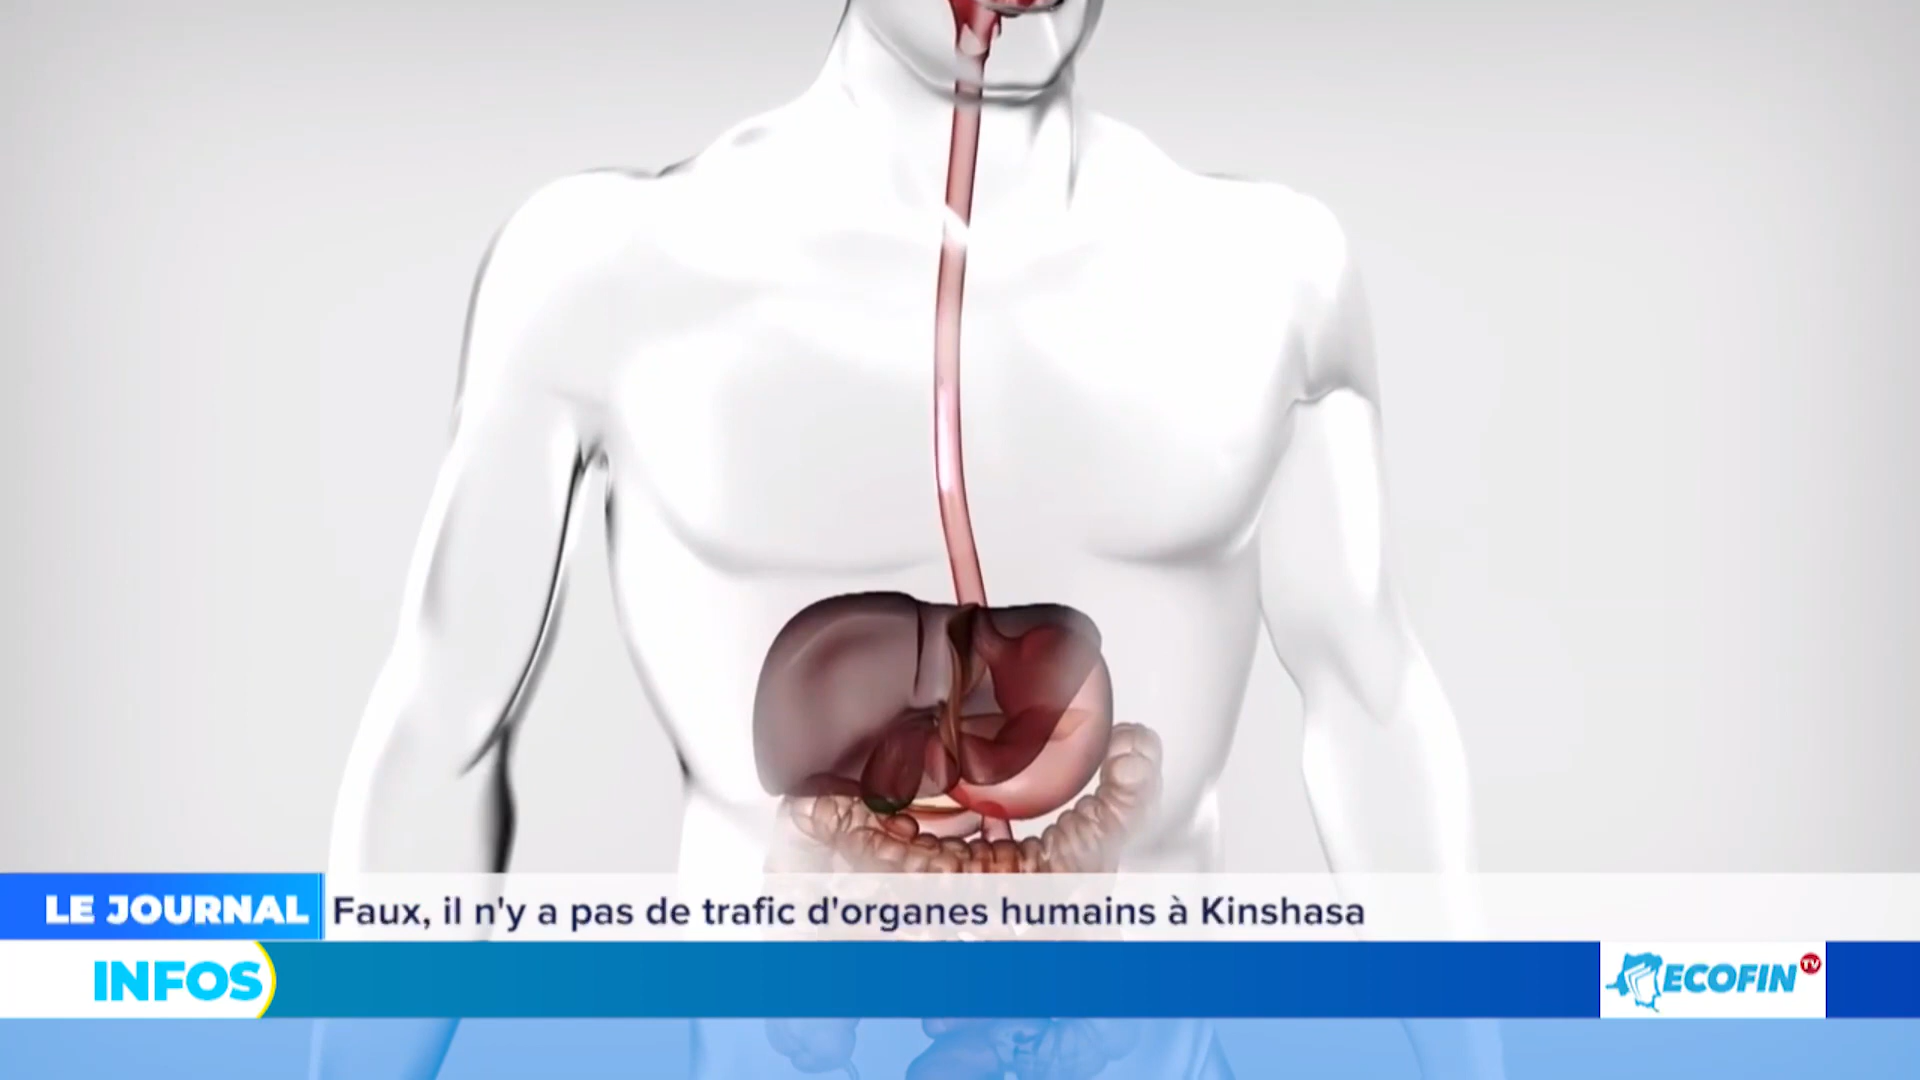 LE JOURNAL
Faux, il n'y a pas de trafic d'organes humains à Kinshasa
INFOS
ECOFIN TV